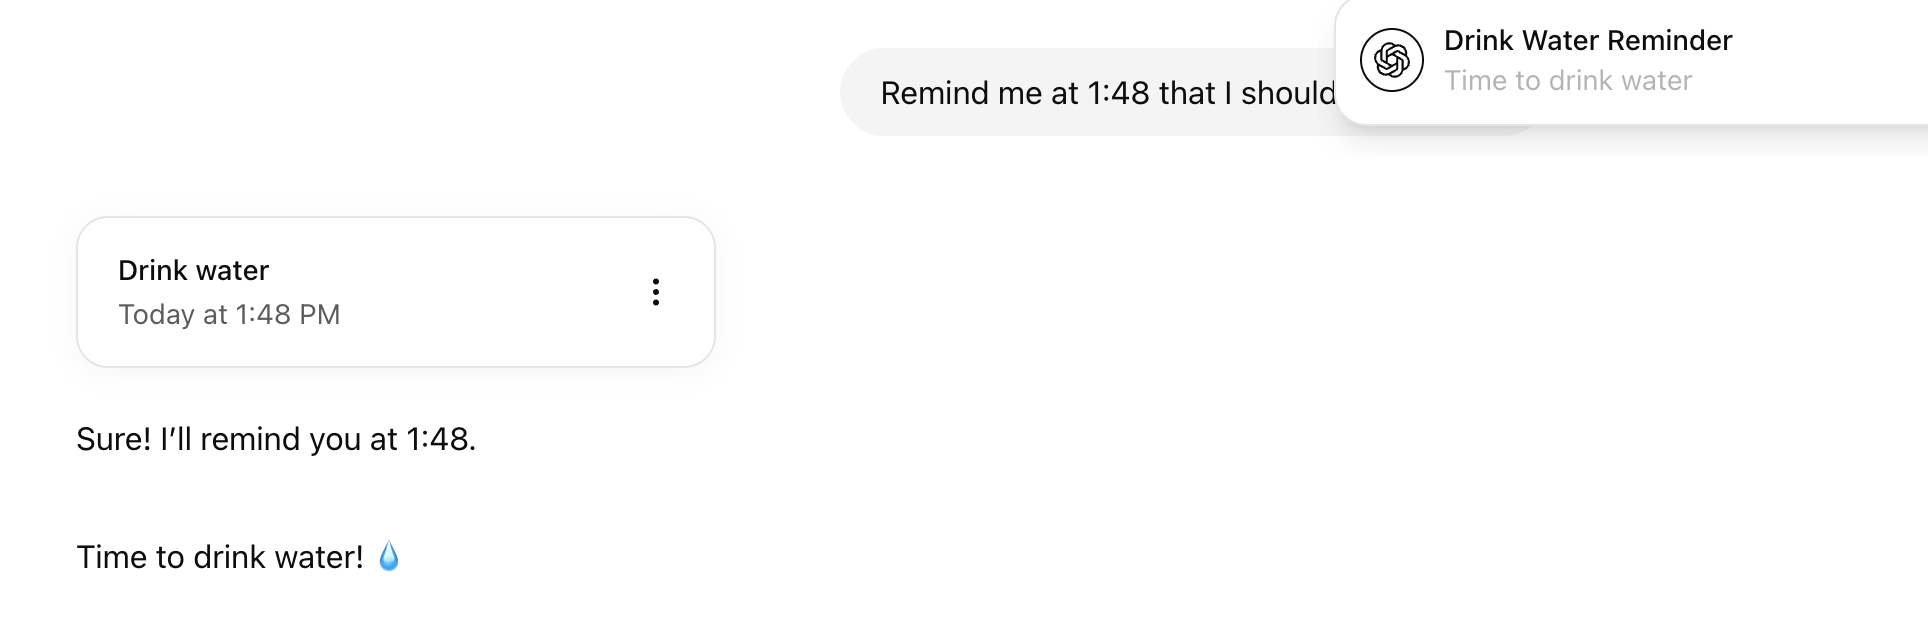 Remind me at 1:48 that I should
Drink Water Reminder
Time to drink water
Drink water
Today at 1:48 PM
Sure! I’ll remind you at 1:48.
Time to drink water! 💧